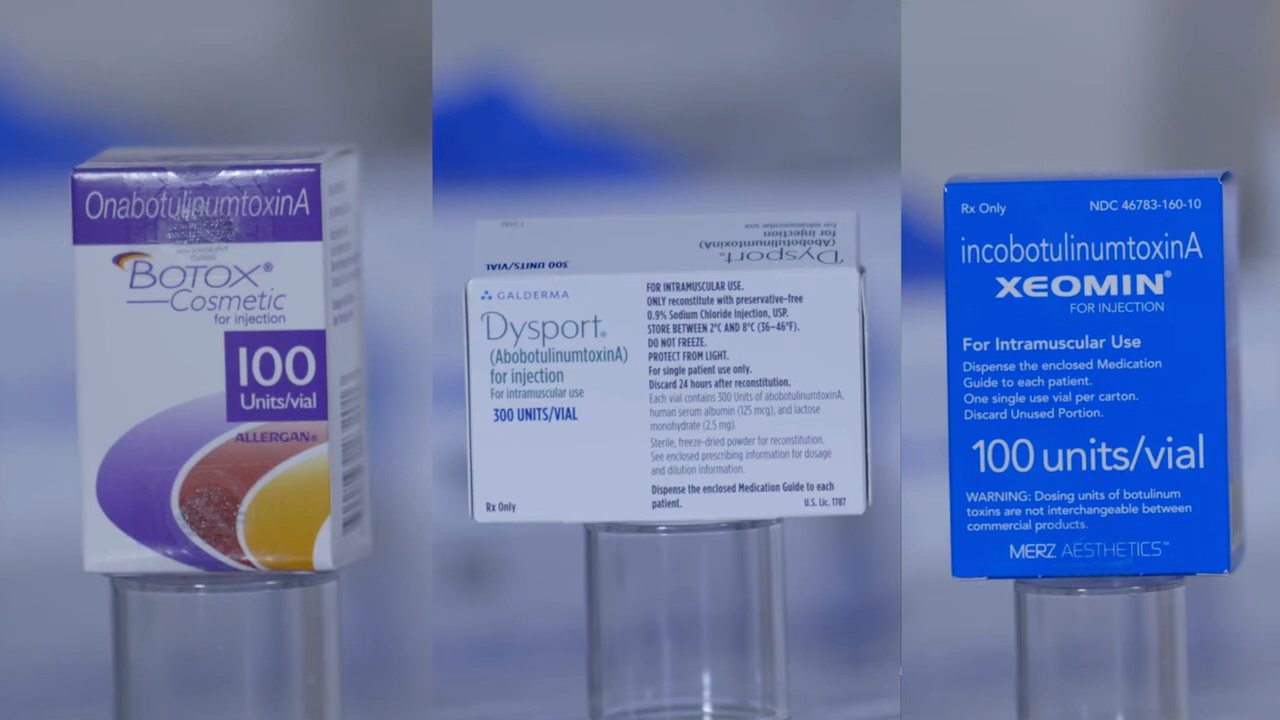 OnabotulinumtoxinA
BOTOX®
Cosmetic
for injection
100
Units/vial
ALLERGAN®
300 UNITS/VIAL
Dysport®
(AbobotulinumtoxinA)
for injection
For intramuscular use
GALDERMA
Dysport®
(AbobotulinumtoxinA)
for injection
For intramuscular use
300 UNITS/VIAL
Rx Only
FOR INTRAMUSCULAR USE.
ONLY reconstitute with preservative-free
0.9% Sodium Chloride Injection, USP.
STORE BETWEEN 2°C AND 8°C (36–46°F).
DO NOT FREEZE.
PROTECT FROM LIGHT.
For single patient use only.
Discard 24 hours after reconstitution.
Each vial contains 300 Units of abobotulinumtoxinA,
human serum albumin (125 mcg), and lactose
monohydrate (2.5 mg).
Sterile, freeze-dried powder for reconstitution.
See enclosed prescribing information for dosage
and dilution information.
Dispense the enclosed Medication Guide to each
patient.
U.S. Lic. 1787
Rx Only
NDC 46783-160-10
incobotulinumtoxinA
XEOMIN®
FOR INJECTION
For Intramuscular Use
Dispense the enclosed Medication
Guide to each patient.
One single use vial per carton.
Discard Unused Portion.
100 units/vial
WARNING: Dosing units of botulinum
toxins are not interchangeable between
commercial products.
MERZ AESTHETICS™